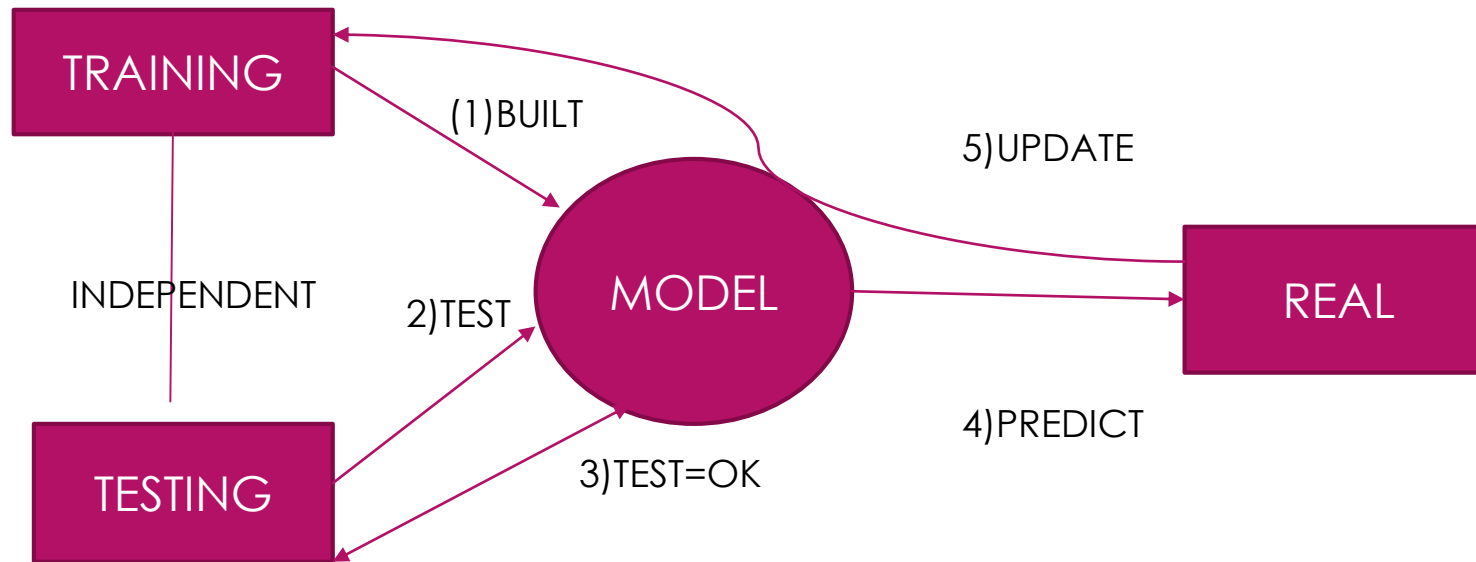 TRAINING
(1)BUILT
5)UPDATE
INDEPENDENT
2)TEST
MODEL
REAL
4)PREDICT
3)TEST=OK
TESTING